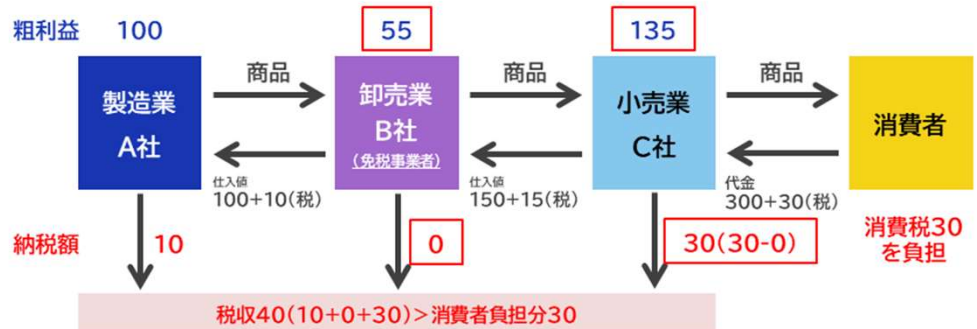 粗利益 100 55 135
商品 商品 商品
製造業
A社
卸売業
B社
(免税事業者)
小売業
C社
消費者
仕入値
100+10(税)
仕入値
150+15(税)
代金
300+30(税)
納税額 10 0 30(30-0)
消費税30
を負担
税収40(10+0+30)>消費者負担分30